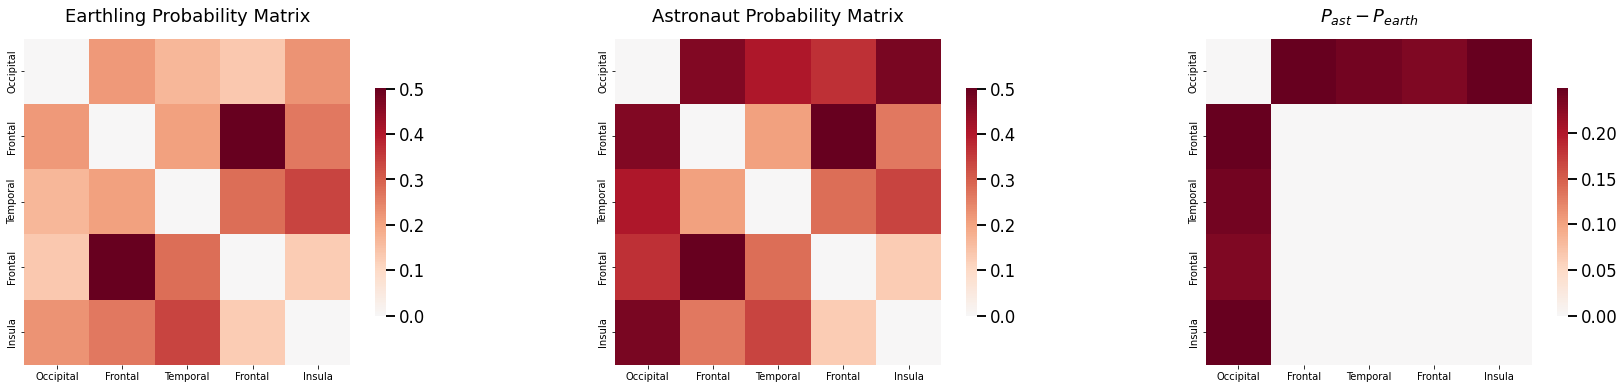 Earthling Probability Matrix
Occipital
Frontal
Temporal
Frontal
Insula
Occipital Frontal Temporal Frontal Insula
0.5
0.4
0.3
0.2
0.1
0.0
Astronaut Probability Matrix
Occipital
Frontal
Temporal
Frontal
Insula
Occipital Frontal Temporal Frontal Insula
0.5
0.4
0.3
0.2
0.1
0.0
P_ast − P_earth
Occipital
Frontal
Temporal
Frontal
Insula
Occipital Frontal Temporal Frontal Insula
0.20
0.15
0.10
0.05
0.00